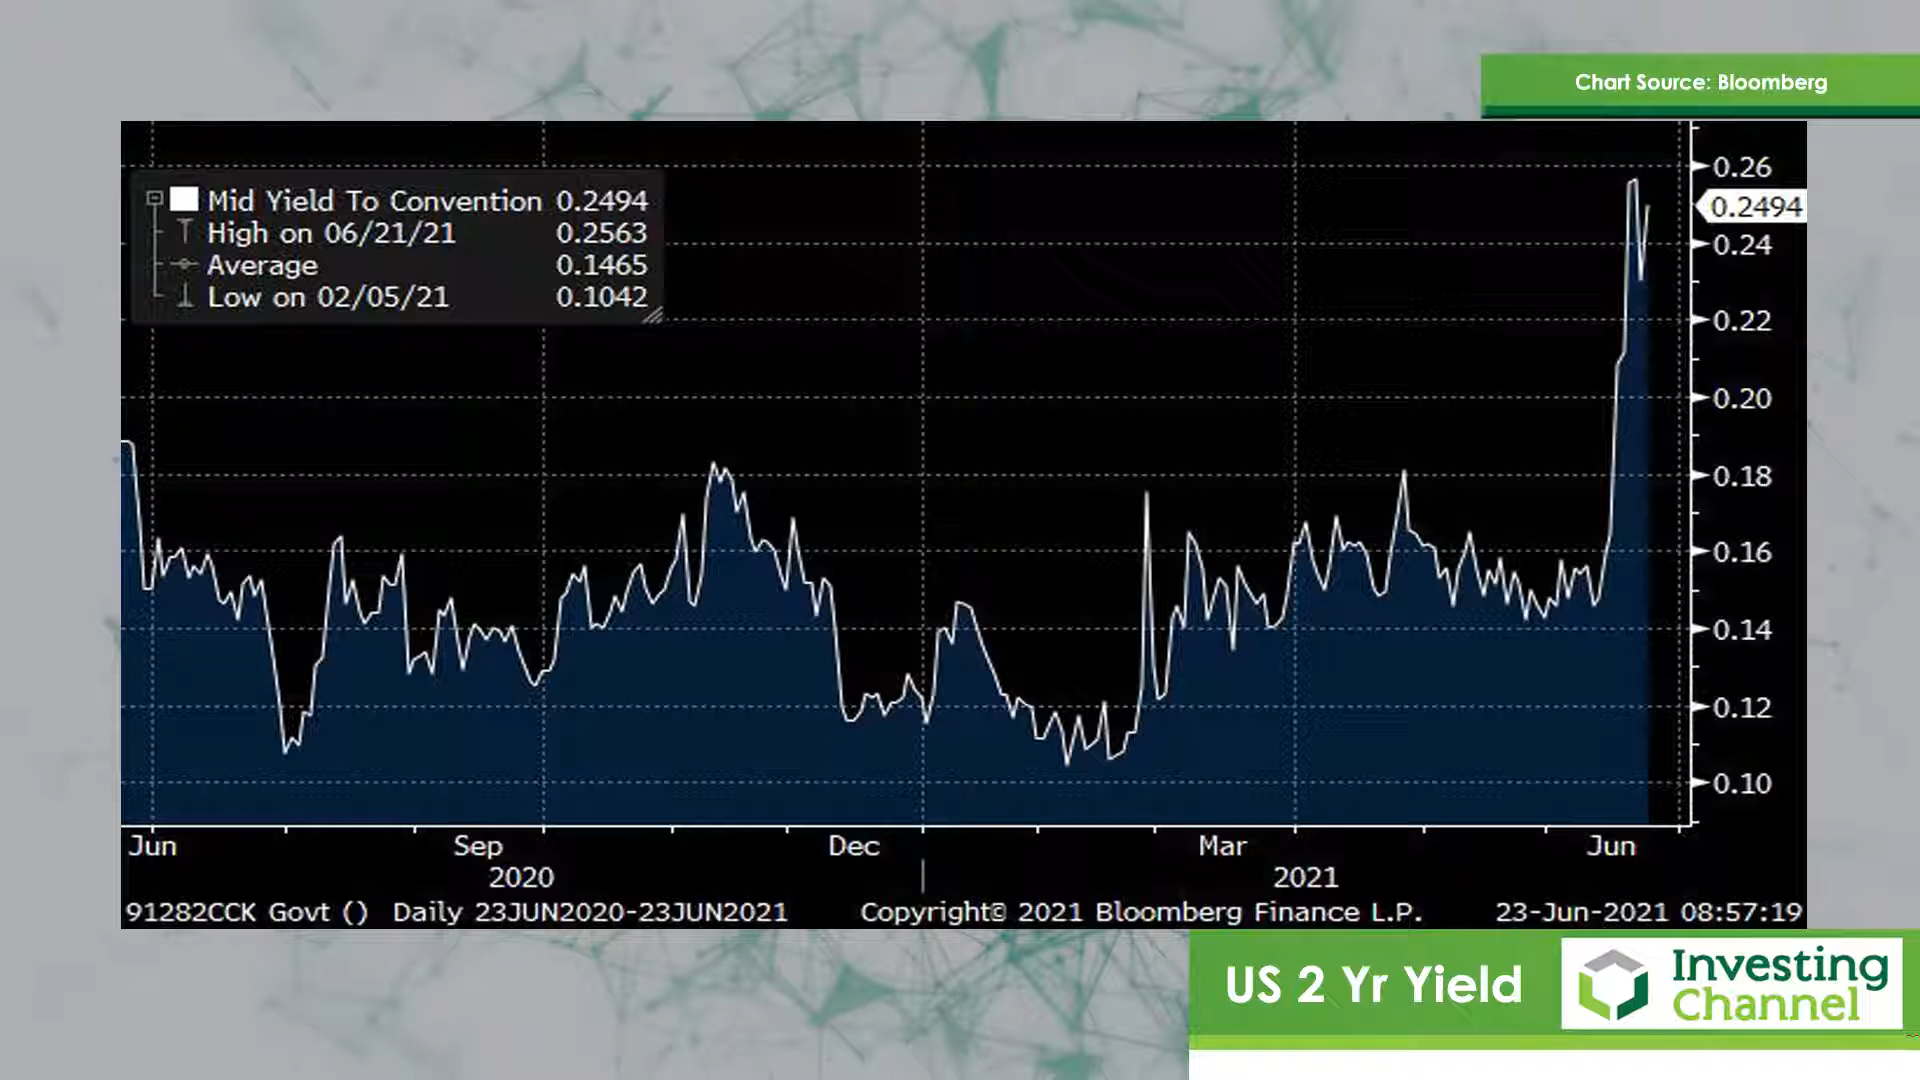 Chart Source: Bloomberg
Mid Yield To Convention 0.2494
High on 06/21/21 0.2563
Average 0.1465
Low on 02/05/21 0.1042
0.26
0.2494
0.24
0.22
0.20
0.18
0.16
0.14
0.12
0.10
Jun Sep Dec Mar Jun
2020 2021
91282CCK Govt () Daily 23JUN2020-23JUN2021 Copyright© 2021 Bloomberg Finance L.P. 23-Jun-2021 08:57:19
US 2 Yr Yield
Investing
Channel